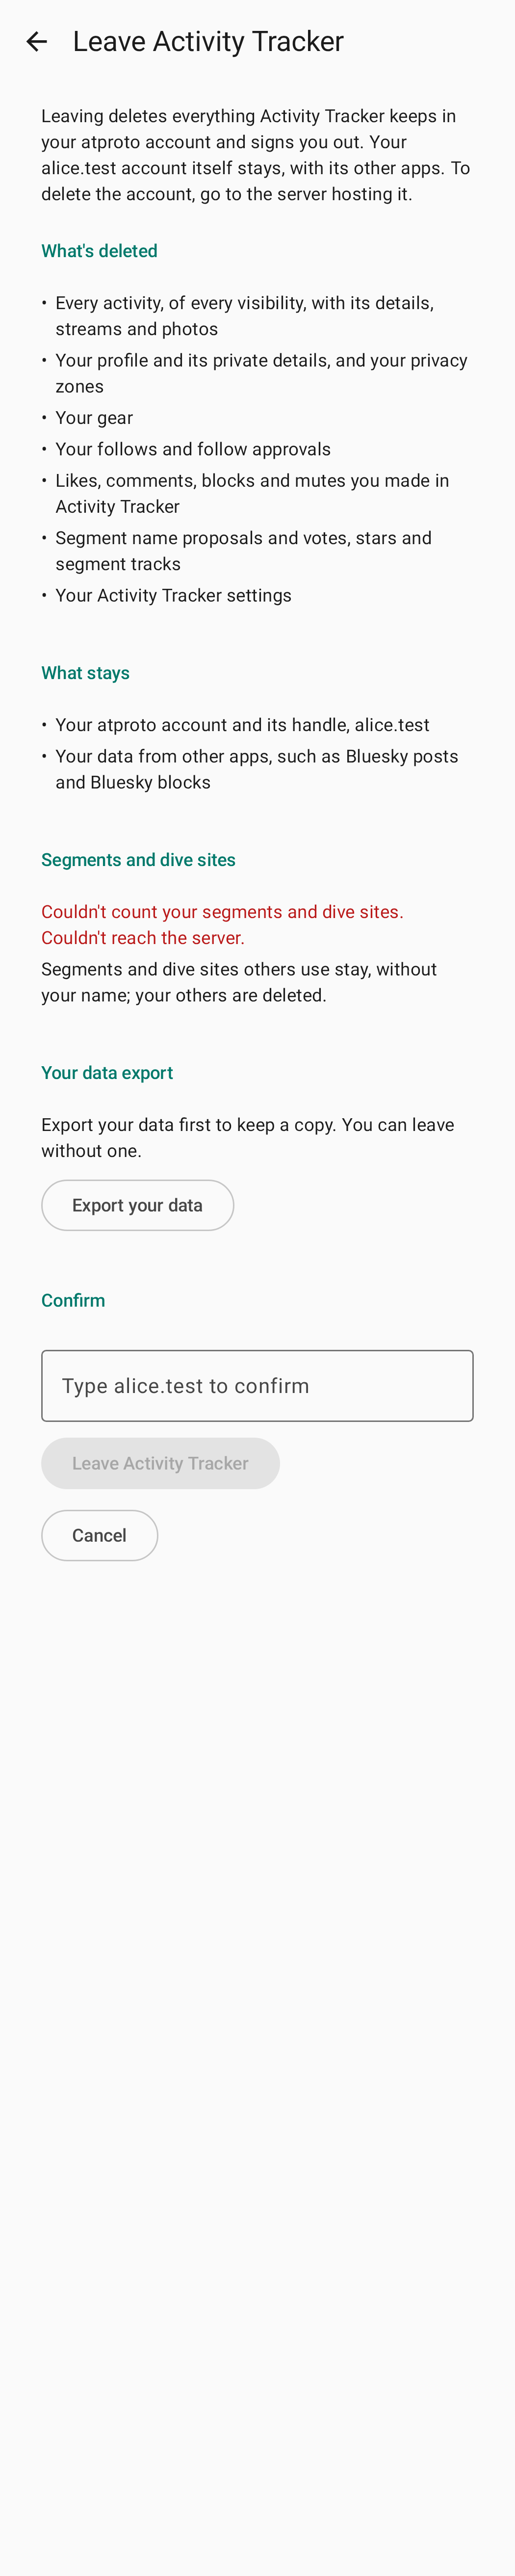 Leave Activity Tracker
Leaving deletes everything Activity Tracker keeps in
your atproto account and signs you out. Your
alice.test account itself stays, with its other apps. To
delete the account, go to the server hosting it.
What's deleted
• Every activity, of every visibility, with its details,
streams and photos
• Your profile and its private details, and your privacy
zones
• Your gear
• Your follows and follow approvals
• Likes, comments, blocks and mutes you made in
Activity Tracker
• Segment name proposals and votes, stars and
segment tracks
• Your Activity Tracker settings
What stays
• Your atproto account and its handle, alice.test
• Your data from other apps, such as Bluesky posts
and Bluesky blocks
Segments and dive sites
Couldn't count your segments and dive sites.
Couldn't reach the server.
Segments and dive sites others use stay, without
your name; your others are deleted.
Your data export
Export your data first to keep a copy. You can leave
without one.
Export your data
Confirm
Type alice.test to confirm
Leave Activity Tracker
Cancel